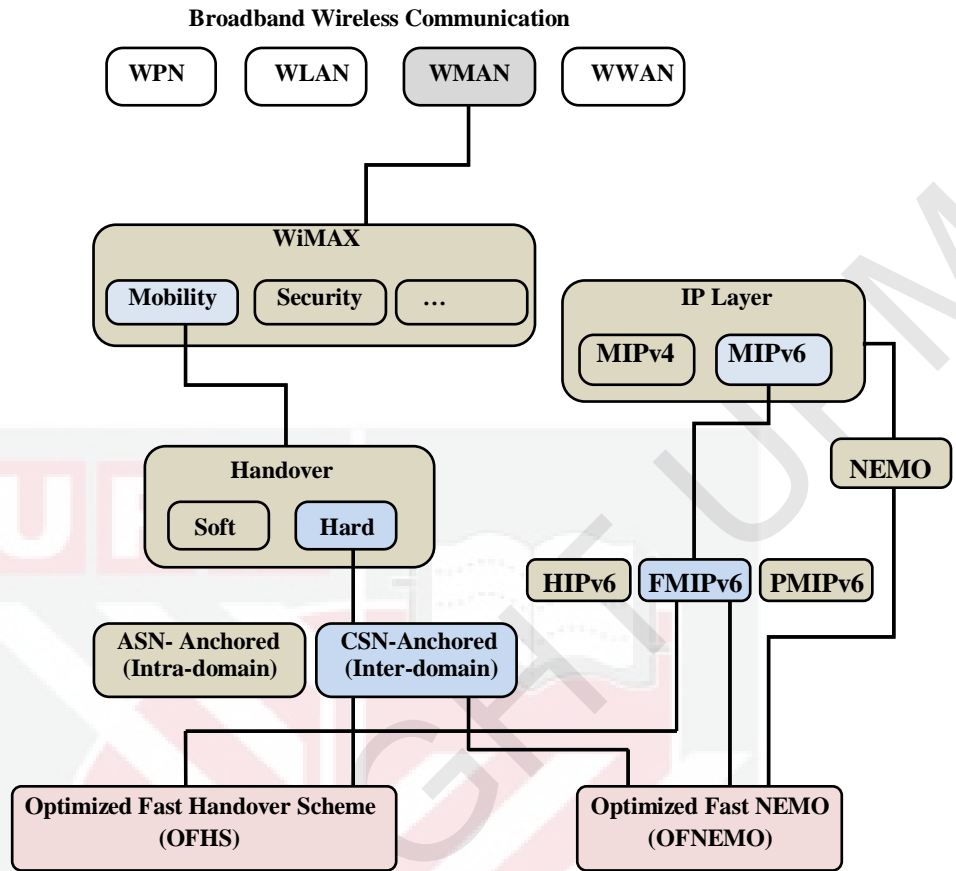 Broadband Wireless Communication
WPN WLAN WMAN WWAN
WiMAX
Mobility Security …
IP Layer
MIPv4 MIPv6
NEMO
Handover
Soft Hard
HIPv6 FMIPv6 PMIPv6
ASN- Anchored
(Intra-domain)
CSN-Anchored
(Inter-domain)
Optimized Fast Handover Scheme
(OFHS)
Optimized Fast NEMO
(OFNEMO)
GHT UPM